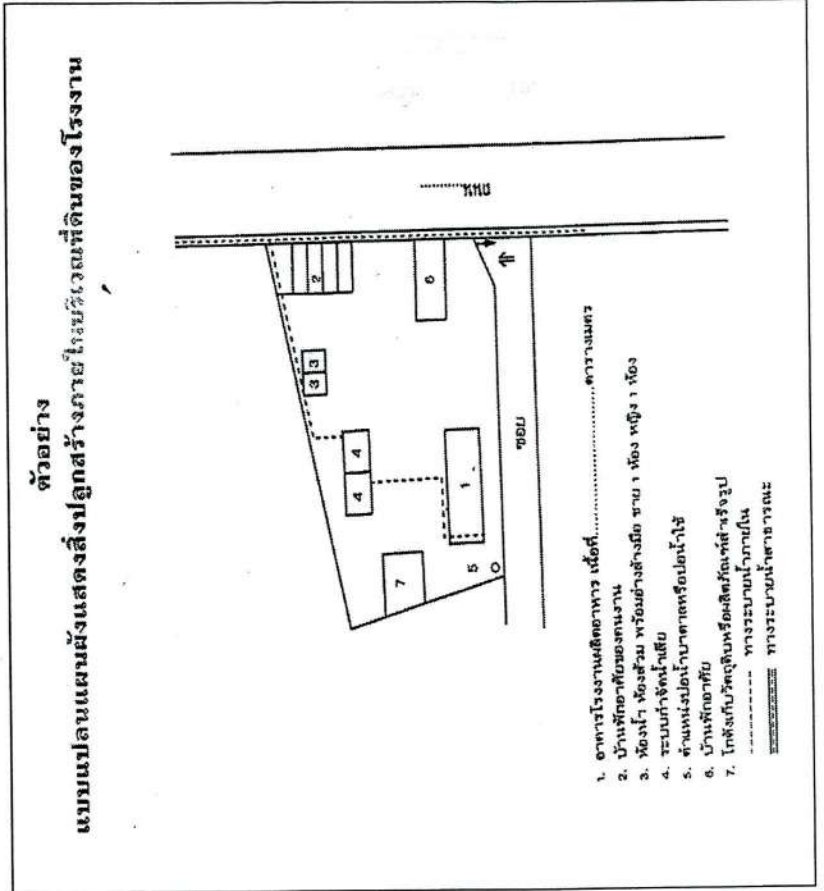 ตัวอย่าง
แบบแปลนแผนผังแสดงสิ่งปลูกสร้างภายในบริเวณที่ดินของโรงงาน
ถนน............
2
6
3 3
4 4
1
7
5
ซอย
1. อาคารโรงงานผลิตอาหาร เนื้อที่..............................ตารางเมตร
2. บ้านพักอาศัยของคนงาน
3. ห้องน้ำ ห้องส้วม พร้อมอ่างล้างมือ ชาย 1 ห้อง หญิง 1 ห้อง
4. ระบบกำจัดน้ำเสีย
5. ตำแหน่งบ่อน้ำบาดาลหรือบ่อน้ำใช้
6. บ้านพักอาศัย
7. โกดังเก็บวัตถุดิบหรือผลิตภัณฑ์สำเร็จรูป
ทางระบายน้ำภายใน
ทางระบายน้ำสาธารณะ